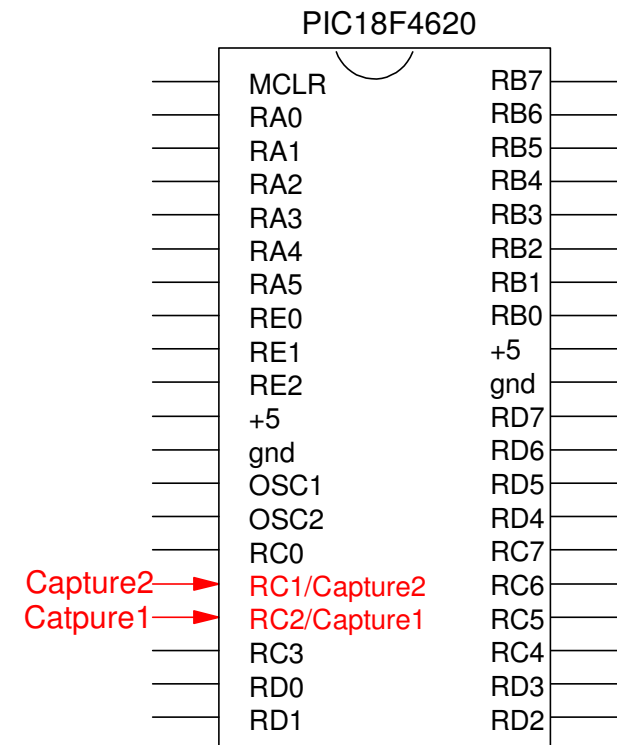 PIC18F4620
MCLR RB7
RA0 RB6
RA1 RB5
RA2 RB4
RA3 RB3
RA4 RB2
RA5 RB1
RE0 RB0
RE1 +5
RE2 gnd
+5 RD7
gnd RD6
OSC1 RD5
OSC2 RD4
RC0 RC7
Capture2 RC1/Capture2 RC6
Catpure1 RC2/Capture1 RC5
RC3 RC4
RD0 RD3
RD1 RD2